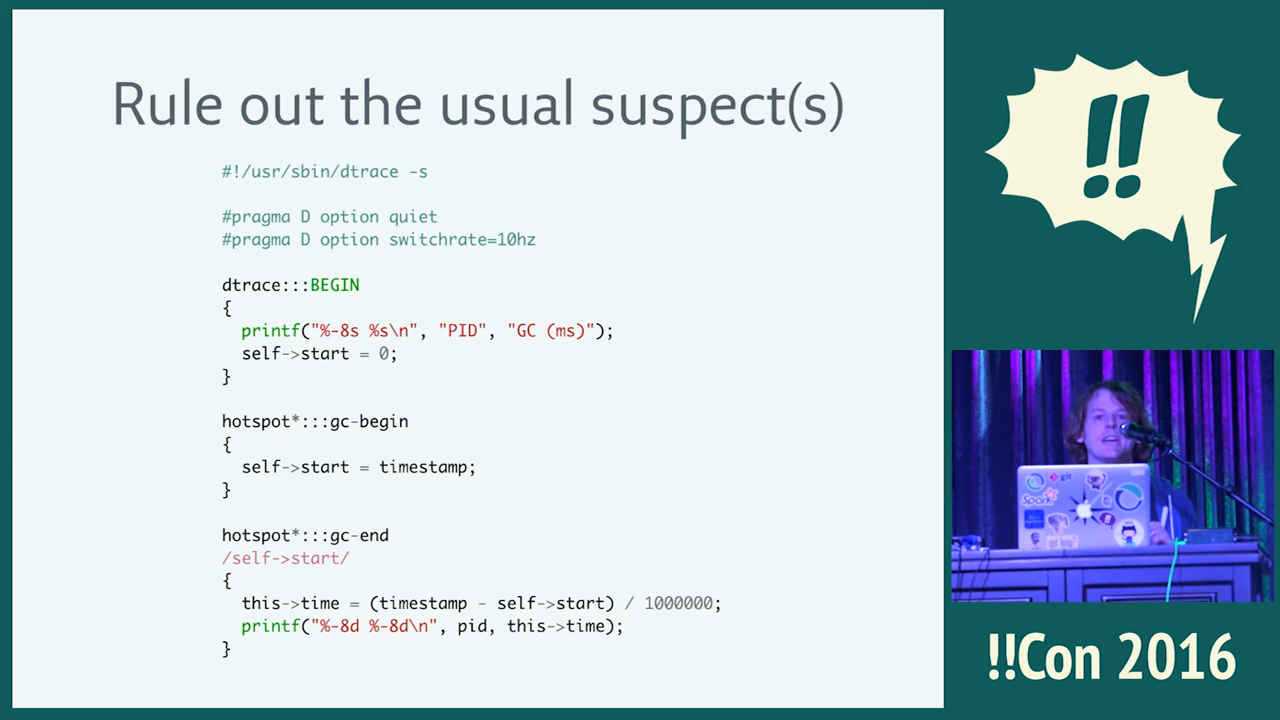 Rule out the usual suspect(s)
#!/usr/sbin/dtrace -s
#pragma D option quiet
#pragma D option switchrate=10hz
dtrace:::BEGIN
{
printf("%-8s %s\n", "PID", "GC (ms)");
self->start = 0;
}
hotspot*:::gc-begin
{
self->start = timestamp;
}
hotspot*:::gc-end
/self->start/
{
this->time = (timestamp - self->start) / 1000000;
printf("%-8d %-8d\n", pid, this->time);
}
!!
git
Spark
!!Con 2016